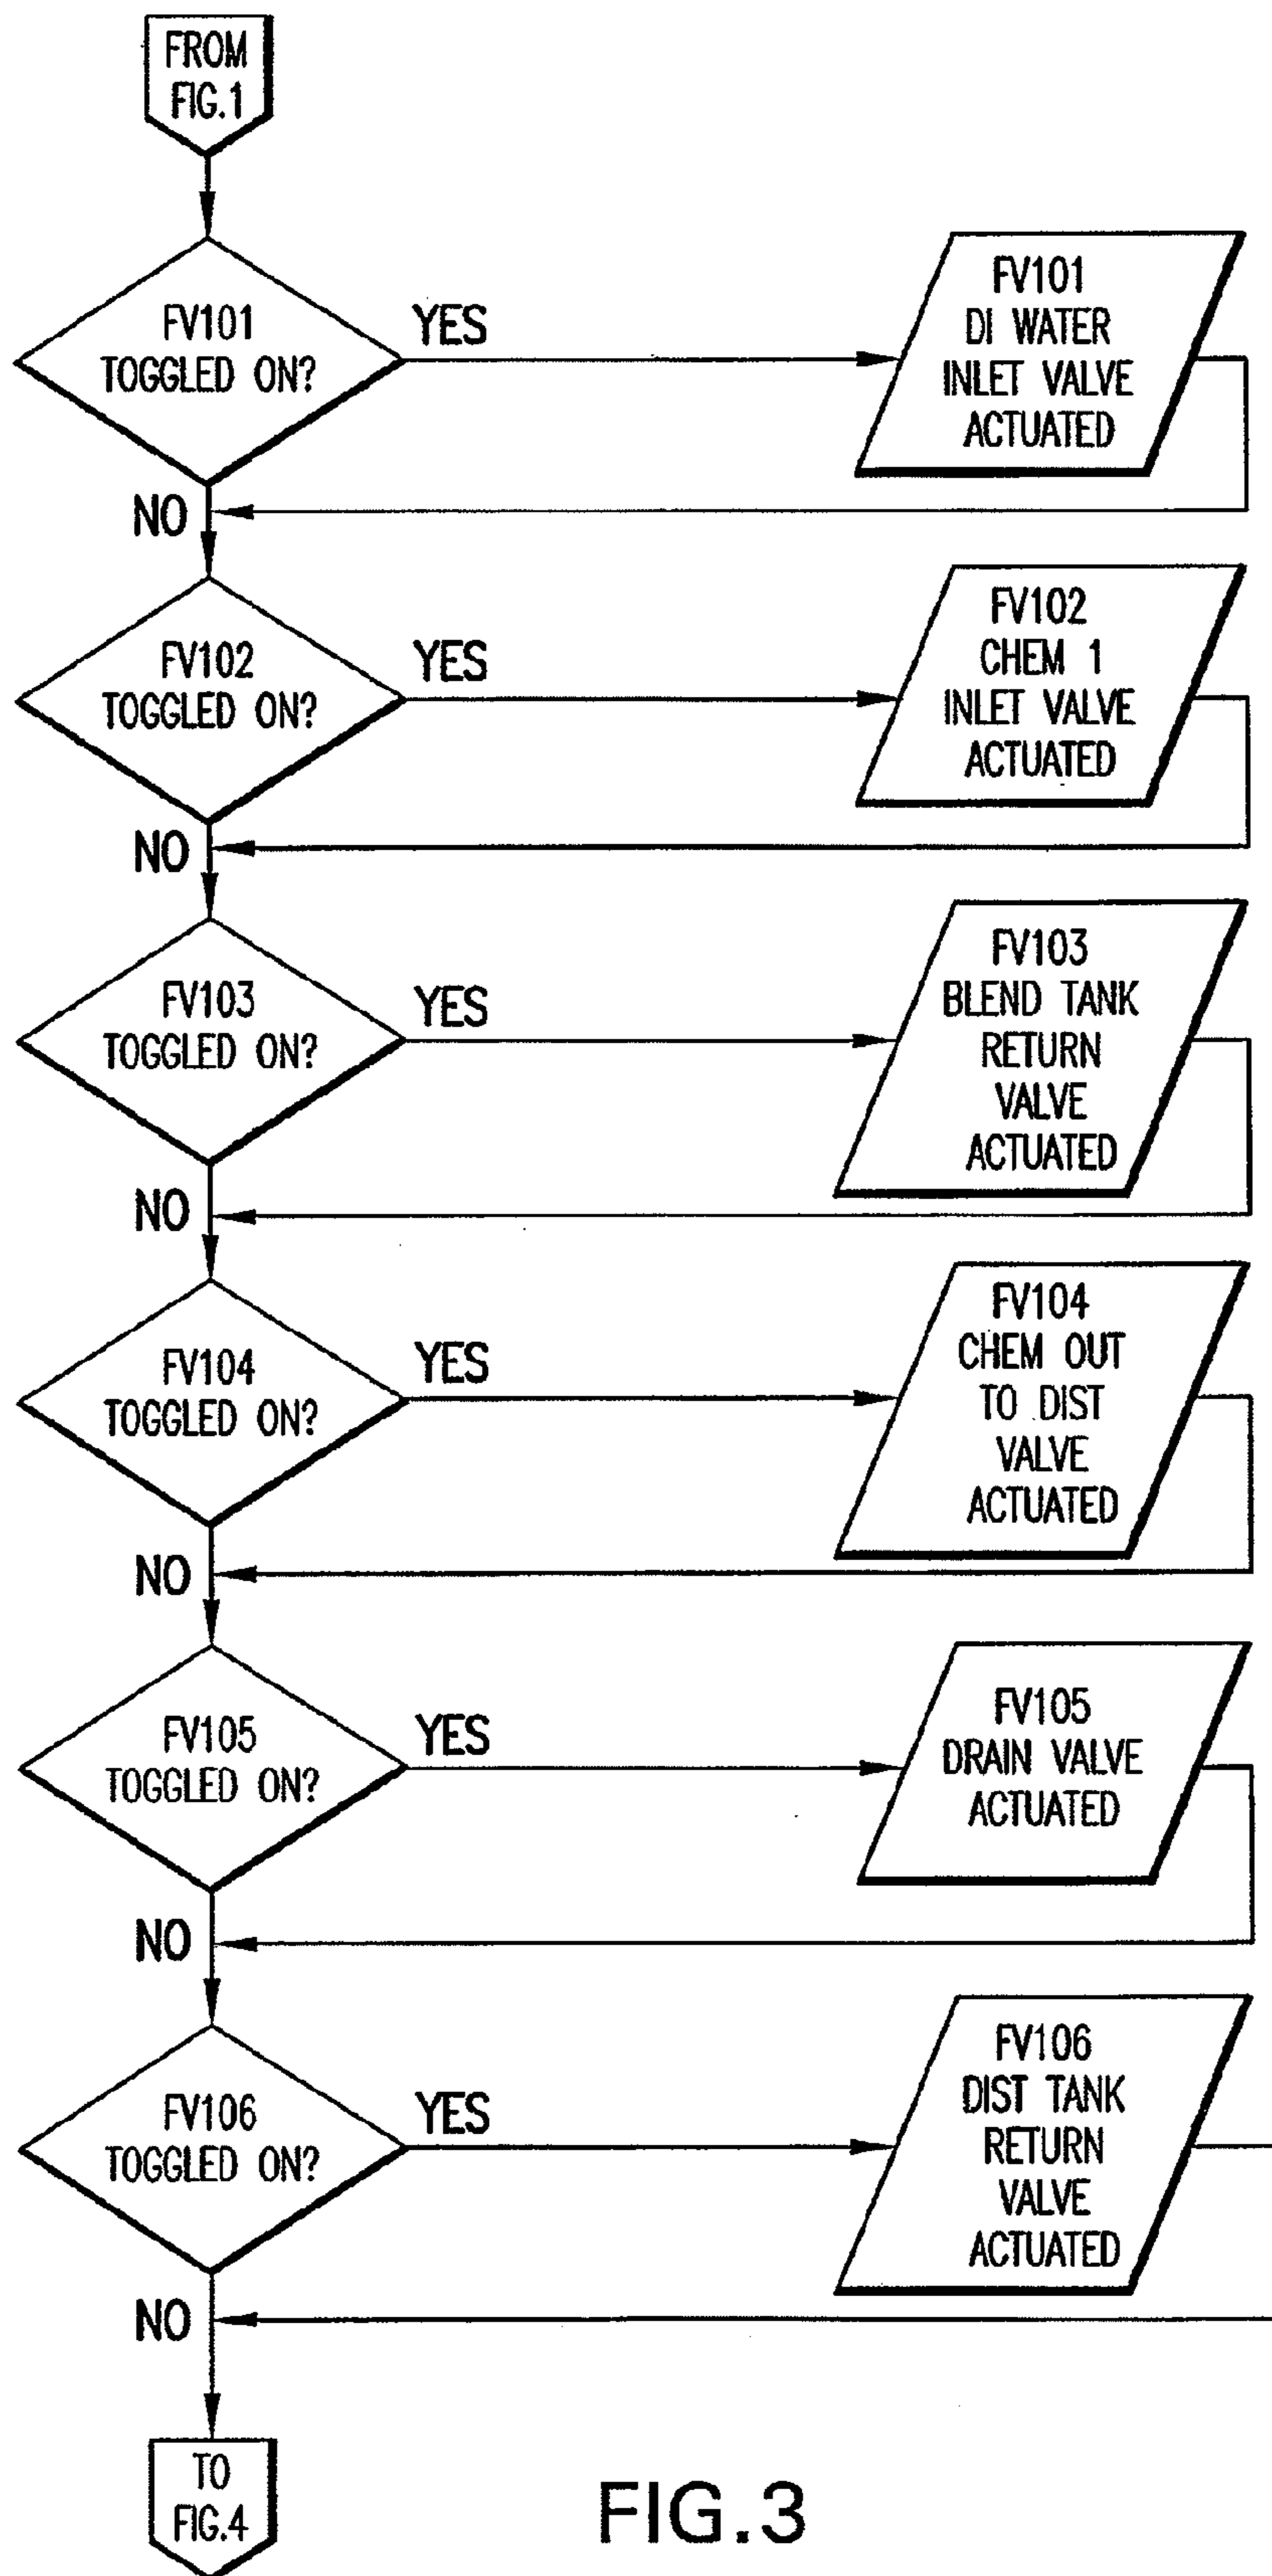 FROM
FIG.1
FV101
TOGGLED ON?
YES
FV101
DI WATER
INLET VALVE
ACTUATED
NO
FV102
TOGGLED ON?
YES
FV102
CHEM 1
INLET VALVE
ACTUATED
NO
FV103
TOGGLED ON?
YES
FV103
BLEND TANK
RETURN
VALVE
ACTUATED
NO
FV104
TOGGLED ON?
YES
FV104
CHEM OUT
TO DIST
VALVE
ACTUATED
NO
FV105
TOGGLED ON?
YES
FV105
DRAIN VALVE
ACTUATED
NO
FV106
TOGGLED ON?
YES
FV106
DIST TANK
RETURN
VALVE
ACTUATED
NO
TO
FIG.4
FIG.3